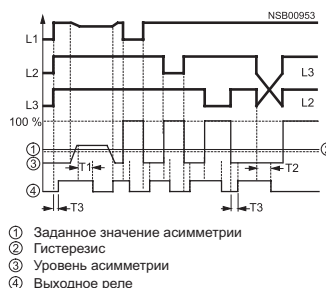 NSB00953
L1
L2
L3
L3
L2
100 %
①
②
③
T1
T2
④
T3
T3
① Заданное значение асимметрии
② Гистерезис
③ Уровень асимметрии
④ Выходное реле